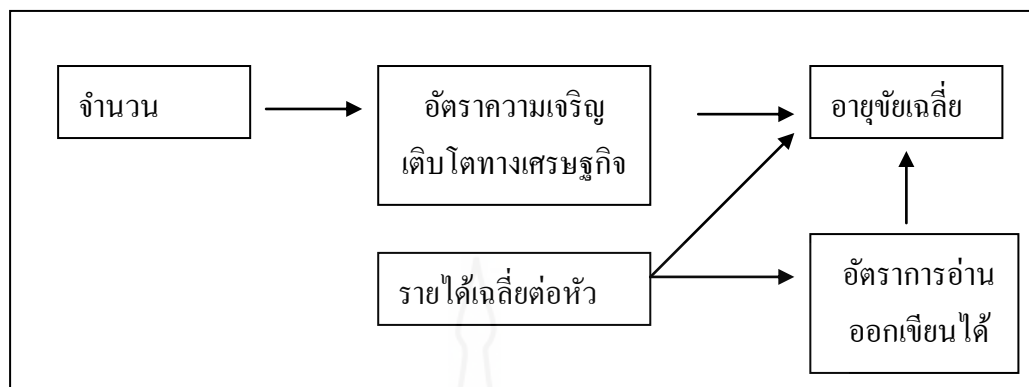 จำนวน
อัตราความเจริญ
เติบโตทางเศรษฐกิจ
อายุขัยเฉลี่ย
รายได้เฉลี่ยต่อหัว
อัตราการอ่าน
ออกเขียนได้